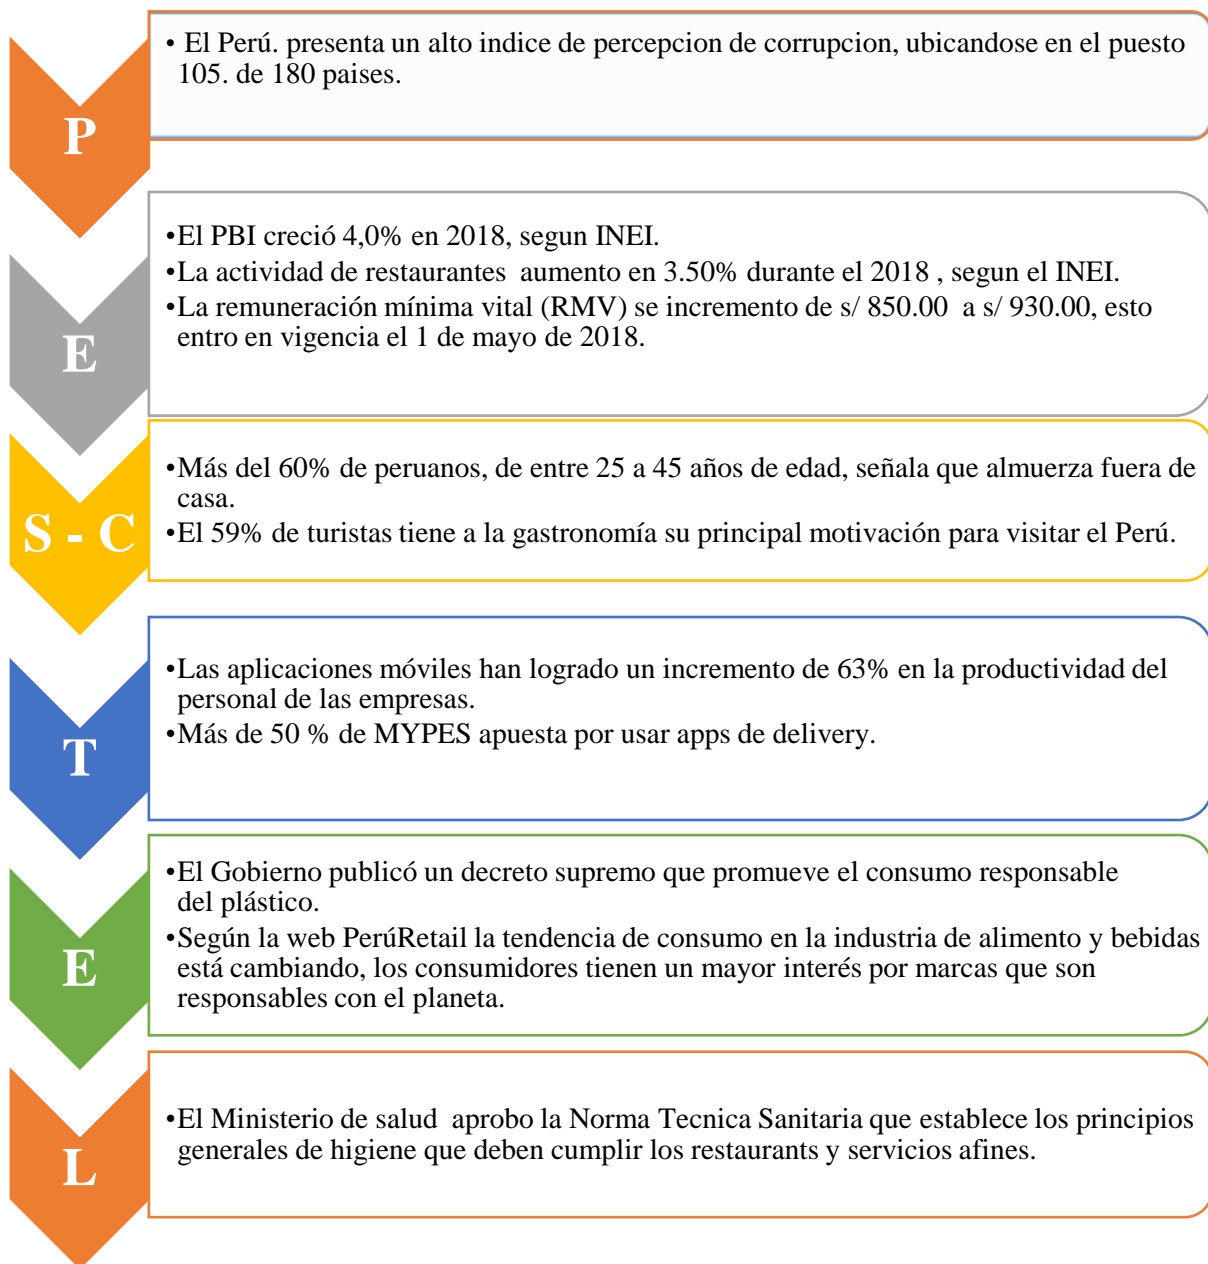 P
• El Perú. presenta un alto indice de percepcion de corrupcion, ubicandose en el puesto
105. de 180 paises.
E
•El PBI creció 4,0% en 2018, segun INEI.
•La actividad de restaurantes aumento en 3.50% durante el 2018 , segun el INEI.
•La remuneración mínima vital (RMV) se incremento de s/ 850.00 a s/ 930.00, esto
entro en vigencia el 1 de mayo de 2018.
S - C
•Más del 60% de peruanos, de entre 25 a 45 años de edad, señala que almuerza fuera de
casa.
•El 59% de turistas tiene a la gastronomía su principal motivación para visitar el Perú.
T
•Las aplicaciones móviles han logrado un incremento de 63% en la productividad del
personal de las empresas.
•Más de 50 % de MYPES apuesta por usar apps de delivery.
E
•El Gobierno publicó un decreto supremo que promueve el consumo responsable
del plástico.
•Según la web PerúRetail la tendencia de consumo en la industria de alimento y bebidas
está cambiando, los consumidores tienen un mayor interés por marcas que son
responsables con el planeta.
L
•El Ministerio de salud aprobo la Norma Tecnica Sanitaria que establece los principios
generales de higiene que deben cumplir los restaurants y servicios afines.